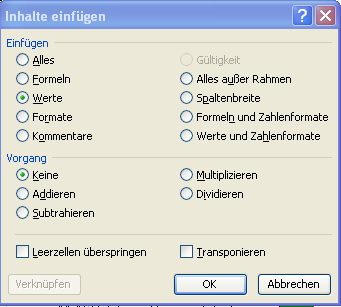 Inhalte einfügen
Einfügen
Alles
Gültigkeit
Formeln
Alles außer Rahmen
Werte
Spaltenbreite
Formate
Formeln und Zahlenformate
Kommentare
Werte und Zahlenformate
Vorgang
Keine
Multiplizieren
Addieren
Dividieren
Subtrahieren
Leerzellen überspringen
Transponieren
Verknüpfen
OK
Abbrechen